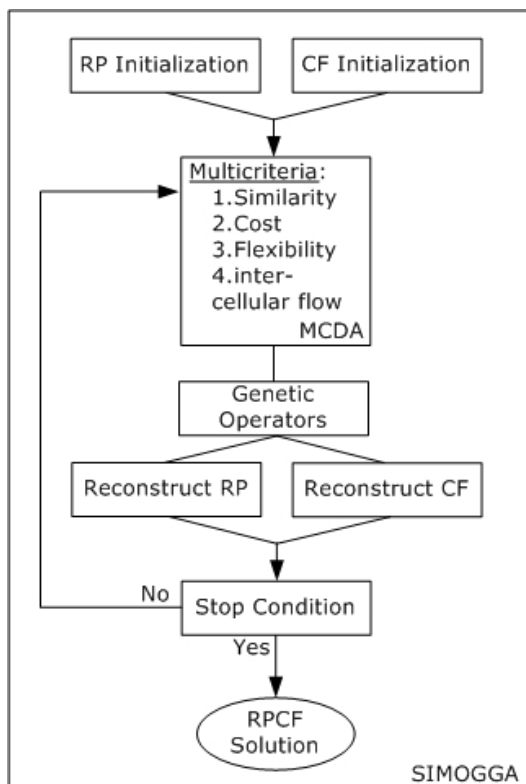 RP Initialization
CF Initialization
Multicriteria:
1.Similarity
2.Cost
3.Flexibility
4.inter-
cellular flow
MCDA
Genetic
Operators
Reconstruct RP
Reconstruct CF
No
Stop Condition
Yes
RPCF
Solution
SIMOGGA